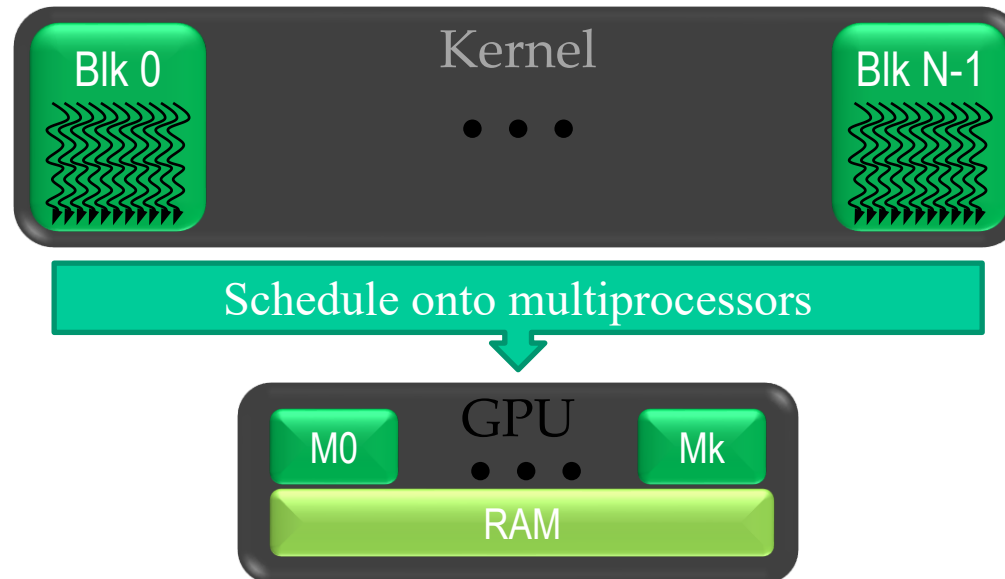 Kernel
Blk 0
Blk N-1
• • •
Schedule onto multiprocessors
GPU
M0
Mk
• • •
RAM